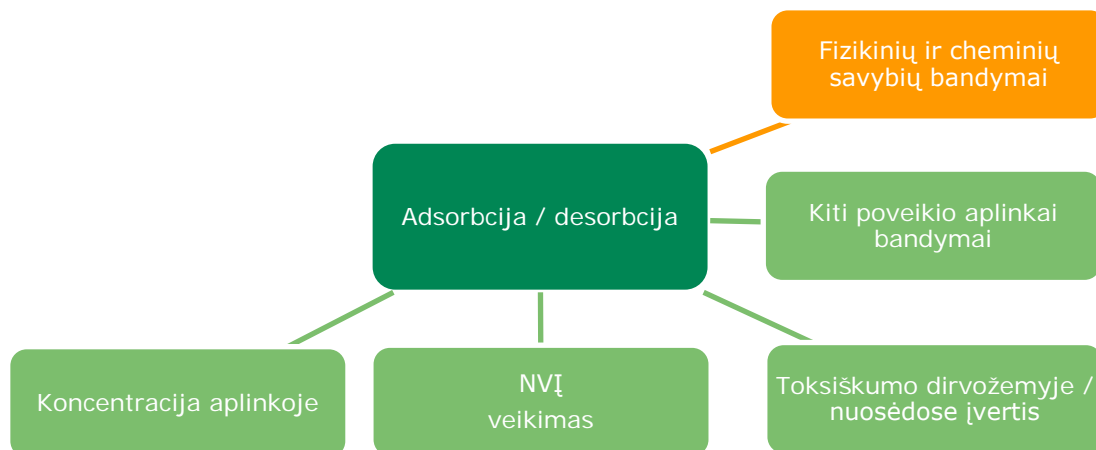 Fizikinių ir cheminių
savybių bandymai
Adsorbcija / desorbcija
Kiti poveikio aplinkai
bandymai
Koncentracija aplinkoje
NVĮ
veikimas
Toksiškumo dirvožemyje /
nuosėdose įvertis